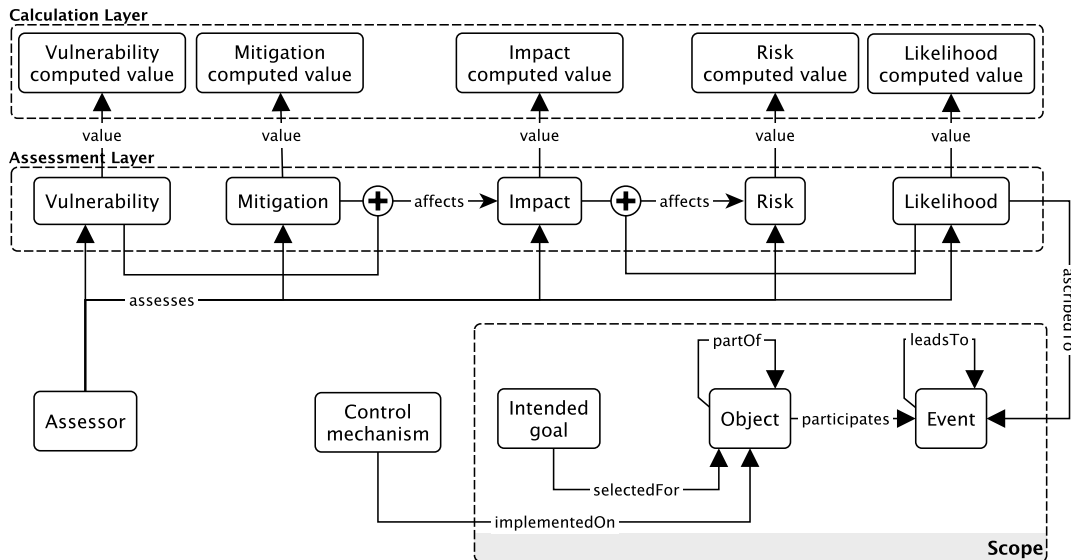 Calculation Layer
Vulnerability
computed value
Mitigation
computed value
Impact
computed value
Risk
computed value
Likelihood
computed value
value
value
value
value
value
Assessment Layer
Vulnerability
Mitigation
affects
Impact
affects
Risk
Likelihood
assesses
ascribedTo
partOf
leadsTo
Assessor
Control
mechanism
Intended
goal
Object
participates
Event
selectedFor
implementedOn
Scope